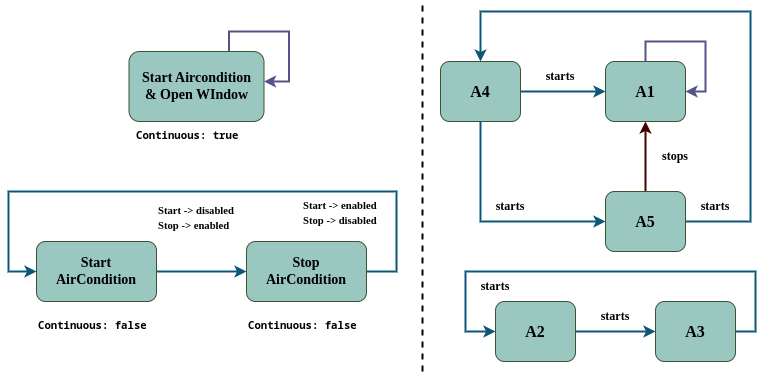 Start Aircondition
& Open WIndow
Continuous: true
Start -> disabled
Stop -> enabled
Start -> enabled
Stop -> disabled
Start
AirCondition
Stop
AirCondition
Continuous: false
Continuous: false
A4
starts
A1
stops
starts
A5
starts
starts
A2
starts
A3